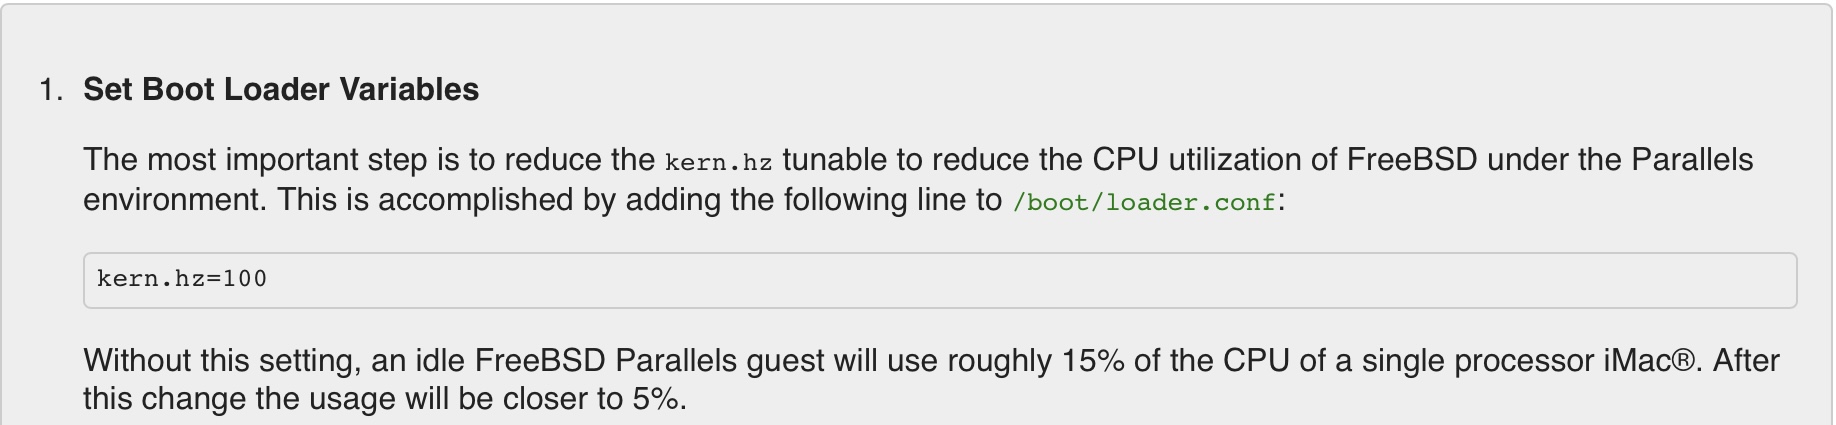 1. Set Boot Loader Variables
The most important step is to reduce the kern.hz tunable to reduce the CPU utilization of FreeBSD under the Parallels
environment. This is accomplished by adding the following line to /boot/loader.conf:
kern.hz=100
Without this setting, an idle FreeBSD Parallels guest will use roughly 15% of the CPU of a single processor iMac®. After
this change the usage will be closer to 5%.